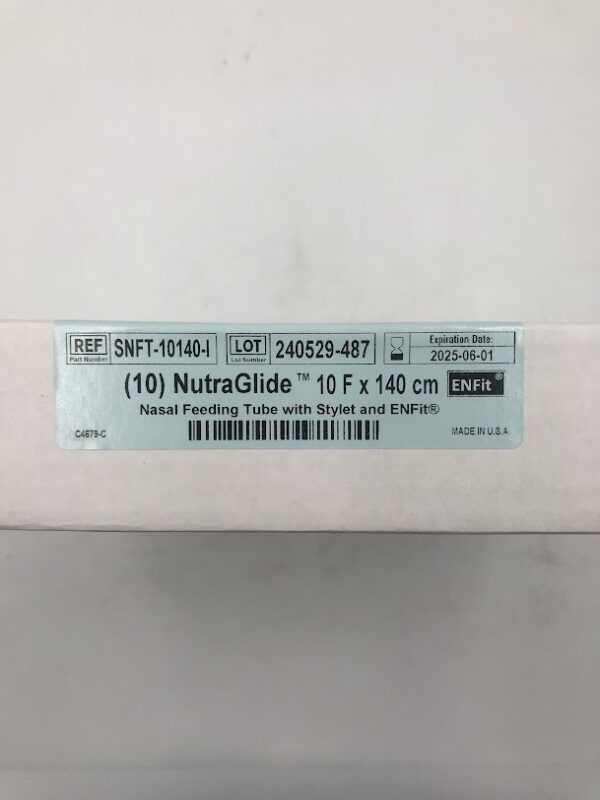 REF SNFT-10140-I LOT 240529-487 Expiration Date:
Part Number Lot Number 2025-06-01
(10) NutraGlide™ 10 F x 140 cm ENFit®
Nasal Feeding Tube with Stylet and ENFit®
C4678-C MADE IN U.S.A.